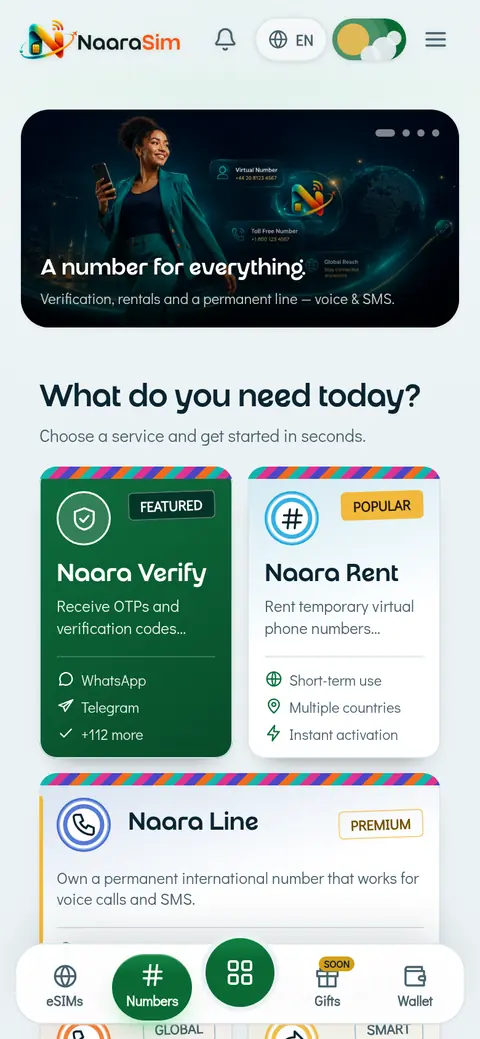 NaaraSim
EN
Virtual Number
+44 20 8123 4567
Toll Free Number
+1 800 123 4567
Global Reach
Stay connected
anywhere
A number for everything.
Verification, rentals and a permanent line — voice & SMS.
What do you need today?
Choose a service and get started in seconds.
FEATURED
Naara Verify
Receive OTPs and
verification codes...
WhatsApp
Telegram
+112 more
POPULAR
Naara Rent
Rent temporary virtual
phone numbers...
Short-term use
Multiple countries
Instant activation
Naara Line
PREMIUM
Own a permanent international number that works for
voice calls and SMS.
eSIMs
Numbers
SOON
Gifts
Wallet
GLOBAL
SMART